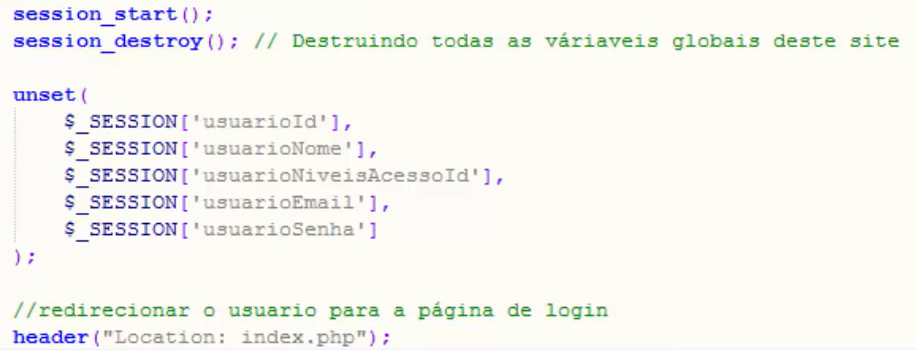 session_start();
session_destroy(); // Destruindo todas as váriaveis globais deste site
unset(
$_SESSION['usuarioId'],
$_SESSION['usuarioNome'],
$_SESSION['usuarioNiveisAcessoId'],
$_SESSION['usuarioEmail'],
$_SESSION['usuarioSenha']
);
//redirecionar o usuario para a página de login
header("Location: index.php");